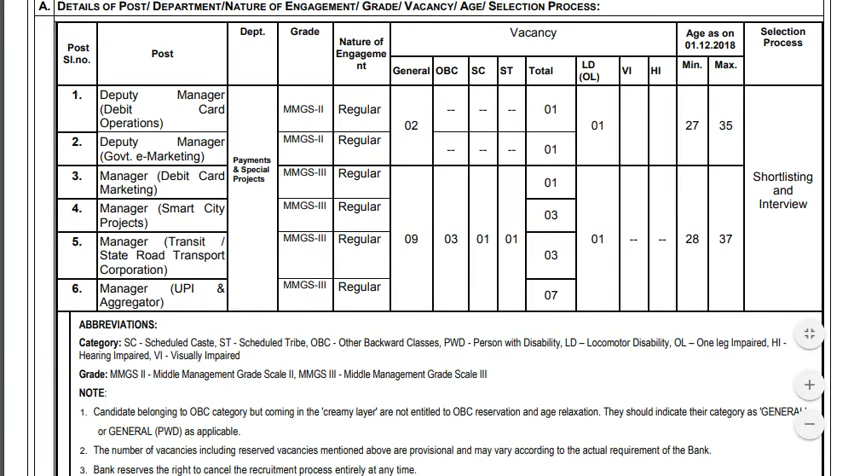 A. DETAILS OF POST/ DEPARTMENT/NATURE OF ENGAGEMENT/ GRADE/ VACANCY/ AGE/ SELECTION PROCESS:
Post Sl.no. Post Dept. Grade Nature of Engageme nt Vacancy Age as on 01.12.2018 Selection Process
General OBC SC ST Total LD (OL) VI HI Min. Max.
1. Deputy Manager (Debit Card Operations) MMGS-II Regular -- -- -- 01
02 01 27 35
2. Deputy Manager (Govt. e-Marketing) MMGS-II Regular -- -- -- 01
Payments & Special Projects
3. Manager (Debit Card Marketing) MMGS-III Regular 01
Shortlisting and Interview
4. Manager (Smart City Projects) MMGS-III Regular 03
5. Manager (Transit / State Road Transport Corporation) MMGS-III Regular 09 03 01 01 03 01 -- -- 28 37
6. Manager (UPI & Aggregator) MMGS-III Regular 07
ABBREVIATIONS:
Category: SC - Scheduled Caste, ST - Scheduled Tribe, OBC - Other Backward Classes, PWD - Person with Disability, LD – Locomotor Disability, OL – One leg Impaired, HI -
Hearing Impaired, VI - Visually Impaired
Grade: MMGS II - Middle Management Grade Scale II, MMGS III - Middle Management Grade Scale III
NOTE:
1. Candidate belonging to OBC category but coming in the 'creamy layer' are not entitled to OBC reservation and age relaxation. They should indicate their category as 'GENERAL'
or GENERAL (PWD) as applicable.
2. The number of vacancies including reserved vacancies mentioned above are provisional and may vary according to the actual requirement of the Bank.
3. Bank reserves the right to cancel the recruitment process entirely at any time.